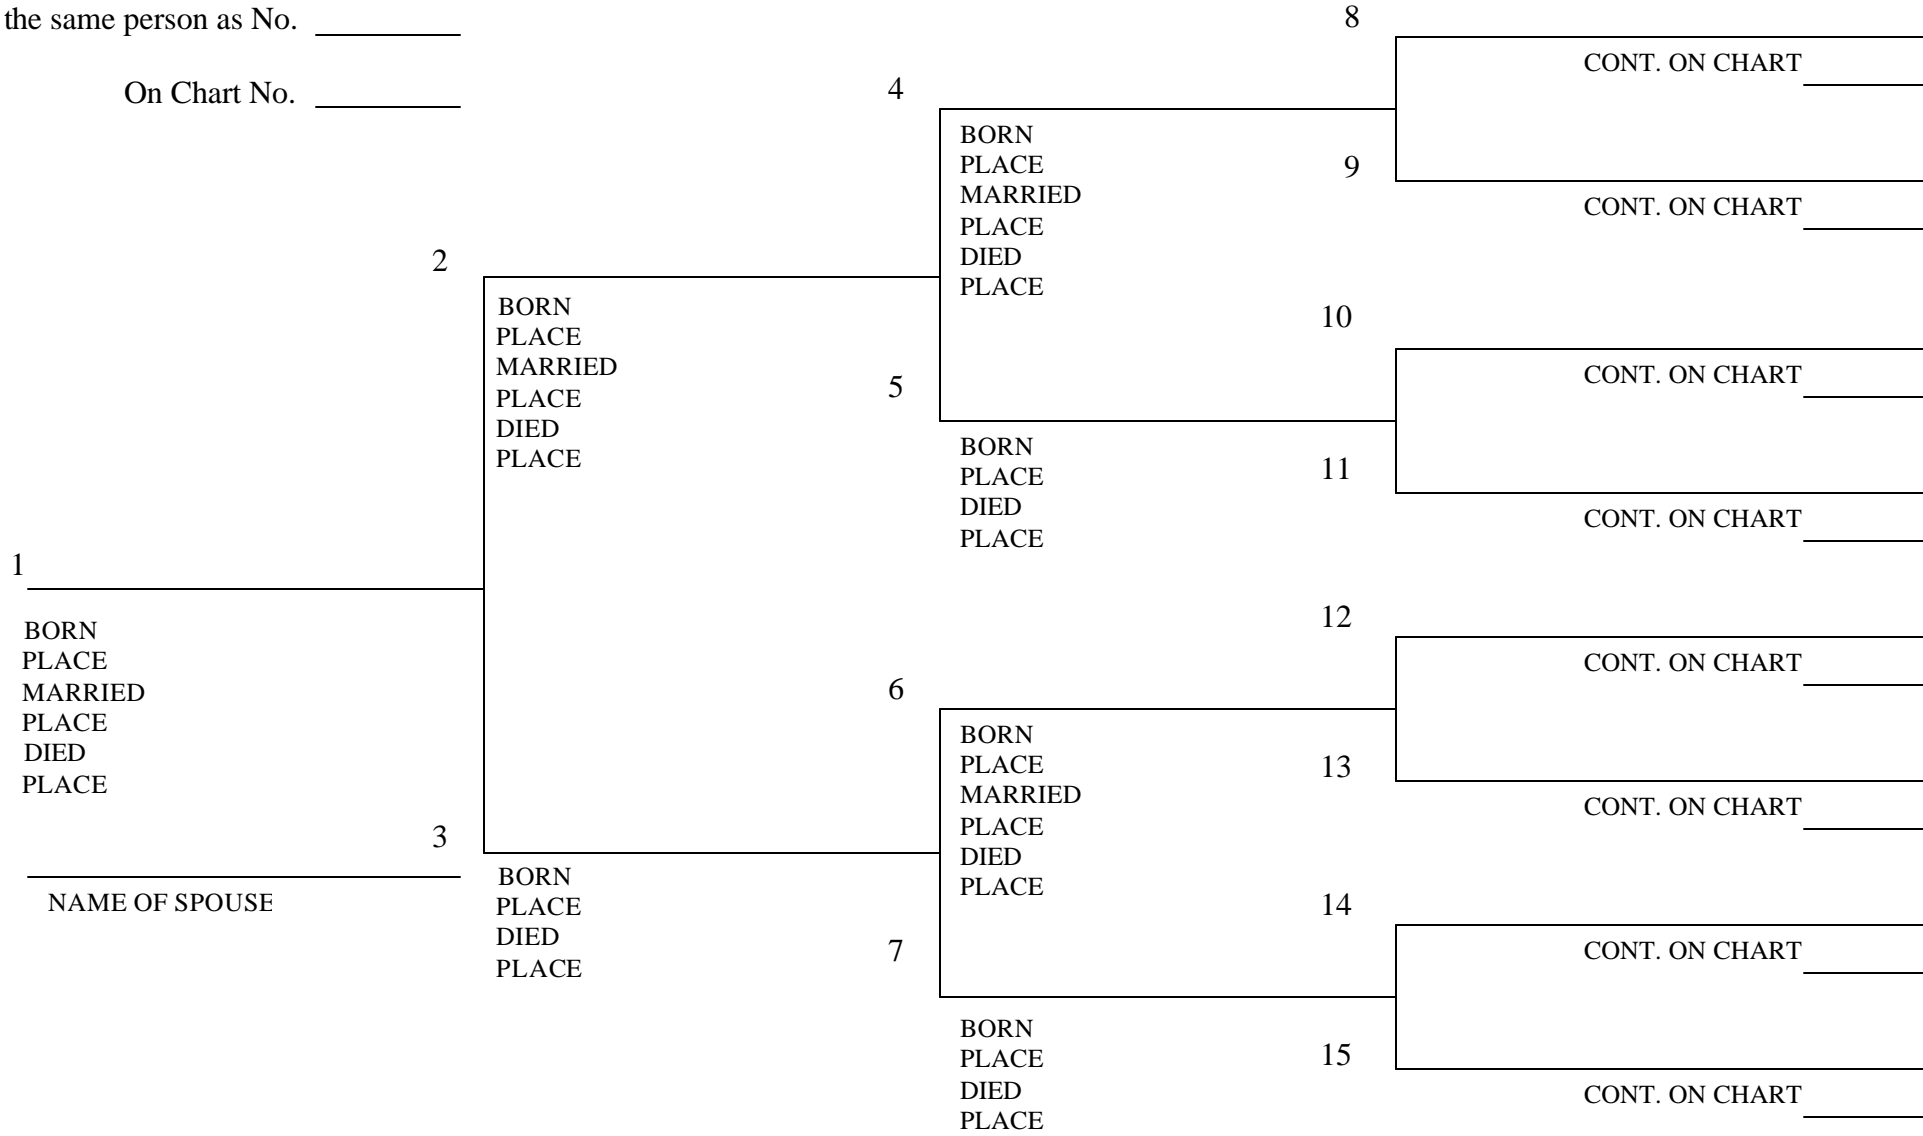 the same person as No. __________
On Chart No. __________
1
BORN
PLACE
MARRIED
PLACE
DIED
PLACE
NAME OF SPOUSE
2
BORN
PLACE
MARRIED
PLACE
DIED
PLACE
3
BORN
PLACE
DIED
PLACE
4
BORN
PLACE
MARRIED
PLACE
DIED
PLACE
5
BORN
PLACE
DIED
PLACE
6
BORN
PLACE
MARRIED
PLACE
DIED
PLACE
7
BORN
PLACE
DIED
PLACE
8
CONT. ON CHART
9
CONT. ON CHART
10
CONT. ON CHART
11
CONT. ON CHART
12
CONT. ON CHART
13
CONT. ON CHART
14
CONT. ON CHART
15
CONT. ON CHART